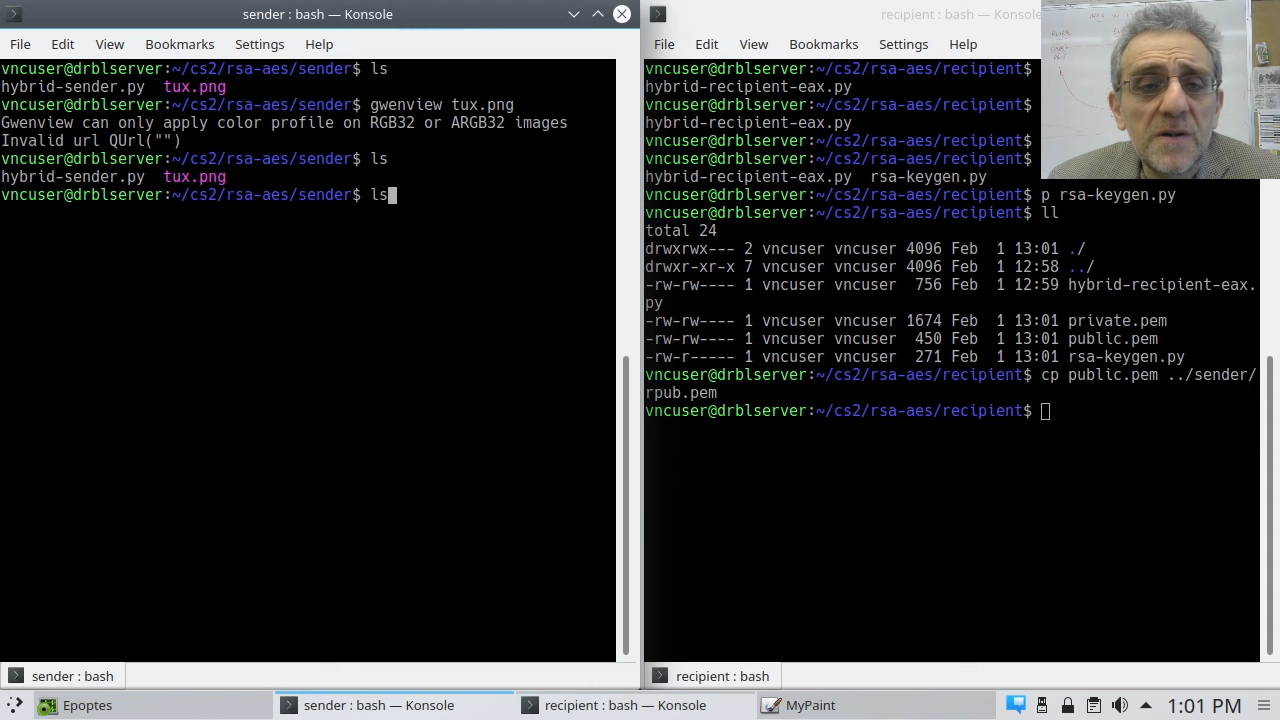 sender : bash — Konsole
File Edit View Bookmarks Settings Help
vncuser@drblserver:~/cs2/rsa-aes/sender$ ls
hybrid-sender.py  tux.png
vncuser@drblserver:~/cs2/rsa-aes/sender$ gwenview tux.png
Gwenview can only apply color profile on RGB32 or ARGB32 images
Invalid url QUrl("")
vncuser@drblserver:~/cs2/rsa-aes/sender$ ls
hybrid-sender.py  tux.png
vncuser@drblserver:~/cs2/rsa-aes/sender$ ls
sender : bash
recipient : bash — Konsole
File Edit View Bookmarks Settings Help
vncuser@drblserver:~/cs2/rsa-aes/recipient$
hybrid-recipient-eax.py
vncuser@drblserver:~/cs2/rsa-aes/recipient$
hybrid-recipient-eax.py
vncuser@drblserver:~/cs2/rsa-aes/recipient$
vncuser@drblserver:~/cs2/rsa-aes/recipient$
hybrid-recipient-eax.py  rsa-keygen.py
vncuser@drblserver:~/cs2/rsa-aes/recipient$ p rsa-keygen.py
vncuser@drblserver:~/cs2/rsa-aes/recipient$ ll
total 24
drwxrwx--- 2 vncuser vncuser 4096 Feb  1 13:01 ./
drwxr-xr-x 7 vncuser vncuser 4096 Feb  1 12:58 ../
-rw-rw---- 1 vncuser vncuser  756 Feb  1 12:59 hybrid-recipient-eax.
py
-rw-rw---- 1 vncuser vncuser 1674 Feb  1 13:01 private.pem
-rw-rw---- 1 vncuser vncuser  450 Feb  1 13:01 public.pem
-rw-r----- 1 vncuser vncuser  271 Feb  1 13:01 rsa-keygen.py
vncuser@drblserver:~/cs2/rsa-aes/recipient$ cp public.pem ../sender/
rpub.pem
vncuser@drblserver:~/cs2/rsa-aes/recipient$
recipient : bash
Epoptes
sender : bash — Konsole
recipient : bash — Konsole
MyPaint
1:01 PM